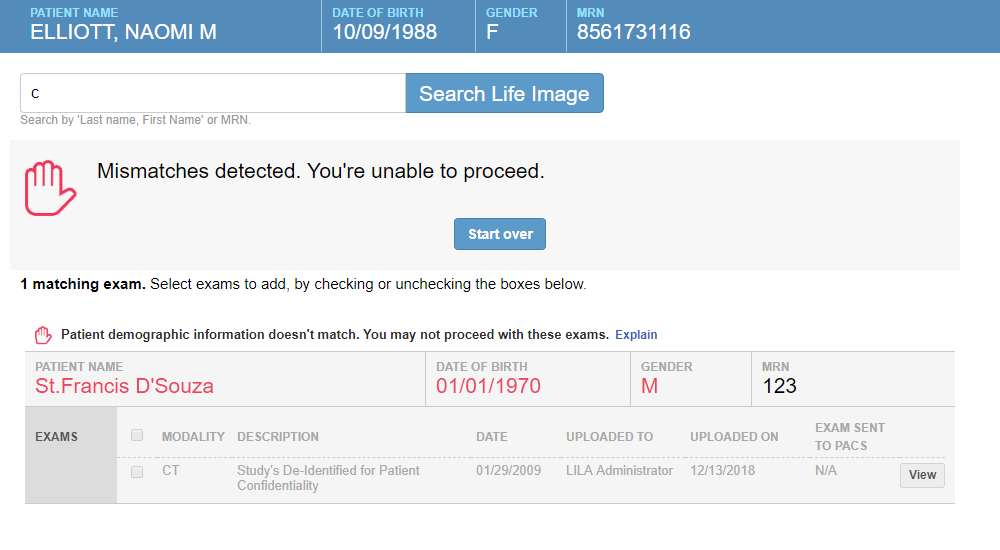 PATIENT NAME DATE OF BIRTH GENDER MRN
ELLIOTT, NAOMI M 10/09/1988 F 8561731116
c Search Life Image
Search by 'Last name, First Name' or MRN.
Mismatches detected. You're unable to proceed.
Start over
1 matching exam. Select exams to add, by checking or unchecking the boxes below.
Patient demographic information doesn't match. You may not proceed with these exams. Explain
PATIENT NAME DATE OF BIRTH GENDER MRN
St.Francis D'Souza 01/01/1970 M 123
EXAMS MODALITY DESCRIPTION DATE UPLOADED TO UPLOADED ON EXAM SENT
TO PACS
CT Study's De-Identified for Patient 01/29/2009 LILA Administrator 12/13/2018 N/A View
Confidentiality